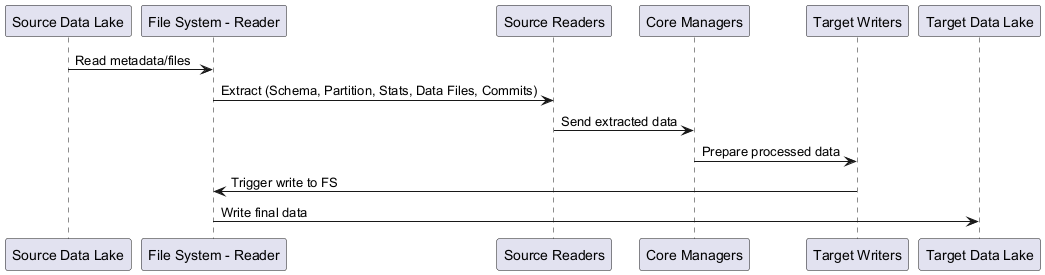 Source Data Lake
File System - Reader
Source Readers
Core Managers
Target Writers
Target Data Lake
Read metadata/files
Extract (Schema, Partition, Stats, Data Files, Commits)
Send extracted data
Prepare processed data
Trigger write to FS
Write final data
Source Data Lake
File System - Reader
Source Readers
Core Managers
Target Writers
Target Data Lake